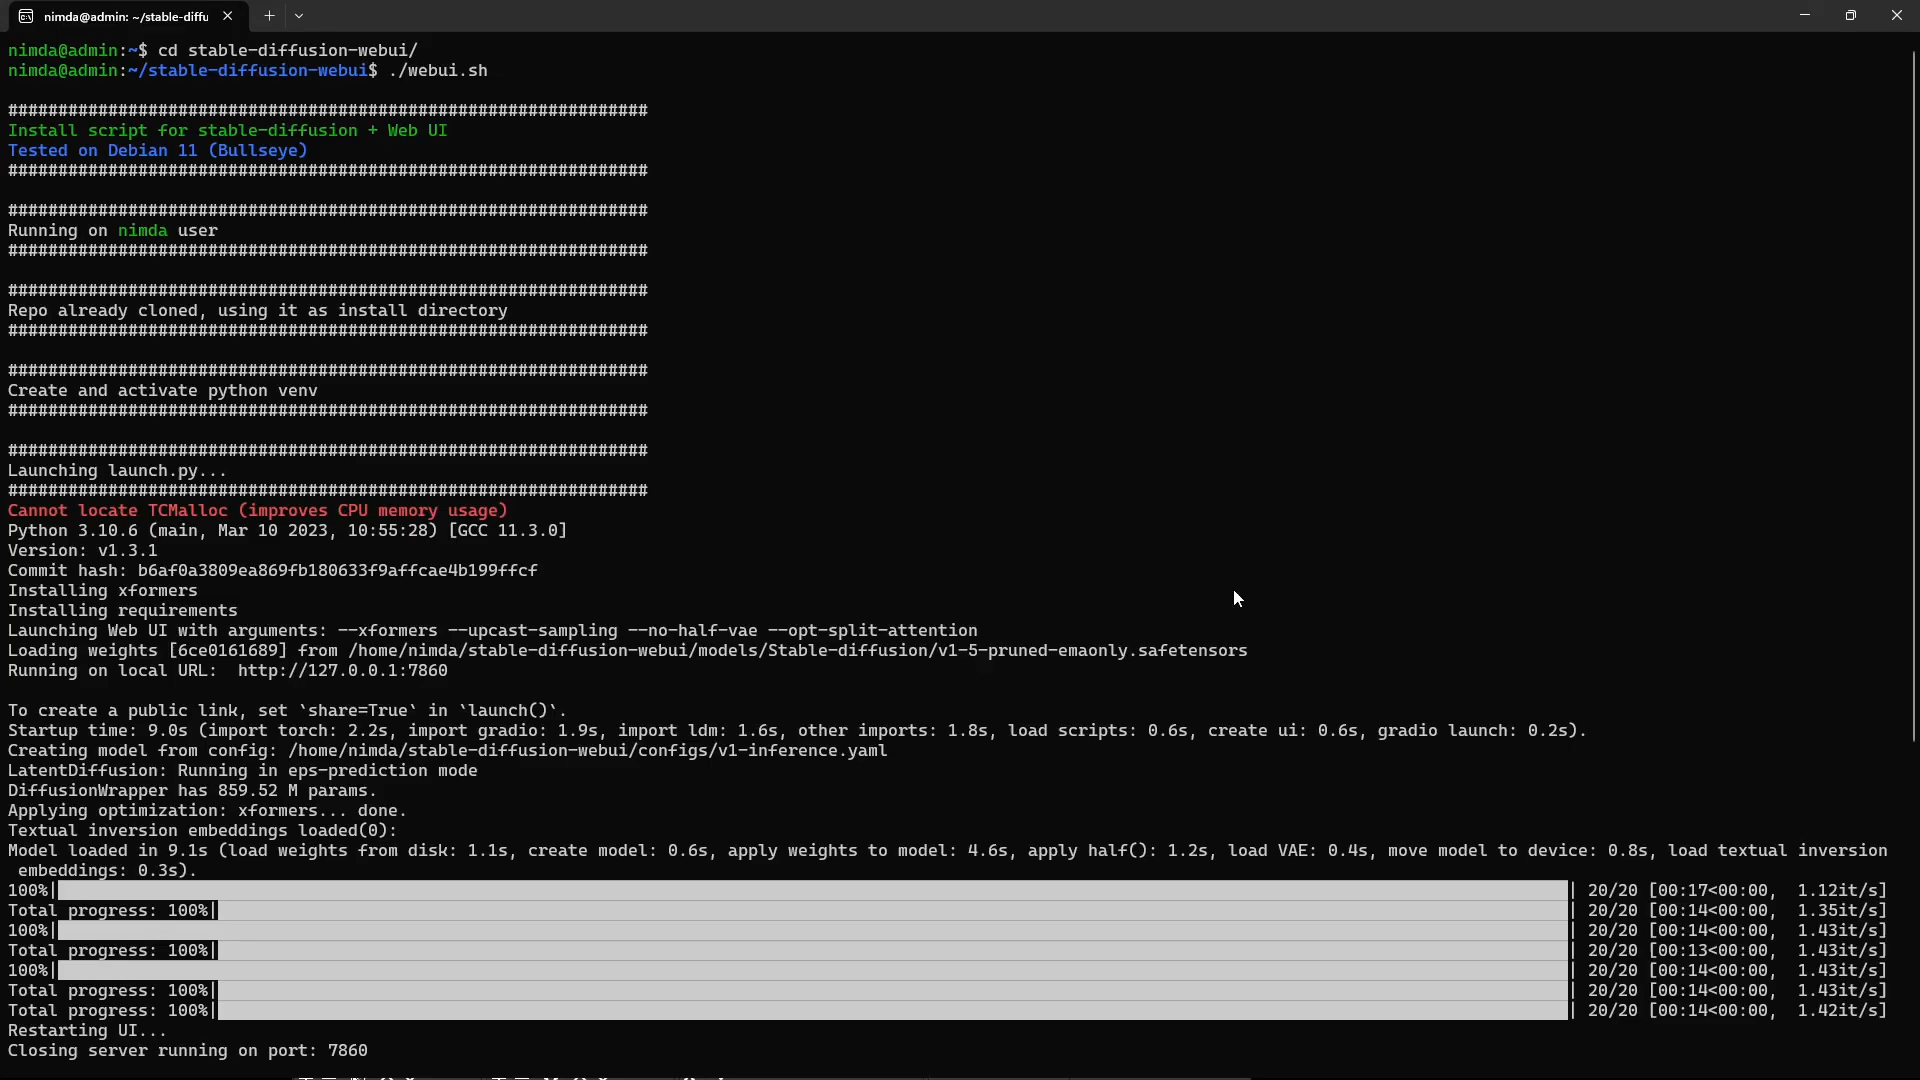 nimda@admin: ~/stable-diffu
nimda@admin:~$ cd stable-diffusion-webui/
nimda@admin:~/stable-diffusion-webui$ ./webui.sh
################################################################
Install script for stable-diffusion + Web UI
Tested on Debian 11 (Bullseye)
################################################################
################################################################
Running on nimda user
################################################################
################################################################
Repo already cloned, using it as install directory
################################################################
################################################################
Create and activate python venv
################################################################
################################################################
Launching launch.py...
################################################################
Cannot locate TCMalloc (improves CPU memory usage)
Python 3.10.6 (main, Mar 10 2023, 10:55:28) [GCC 11.3.0]
Version: v1.3.1
Commit hash: b6af0a3809ea869fb180633f9affcae4b199ffcf
Installing xformers
Installing requirements
Launching Web UI with arguments: --xformers --upcast-sampling --no-half-vae --opt-split-attention
Loading weights [6ce0161689] from /home/nimda/stable-diffusion-webui/models/Stable-diffusion/v1-5-pruned-emaonly.safetensors
Running on local URL:  http://127.0.0.1:7860
To create a public link, set `share=True` in `launch()`.
Startup time: 9.0s (import torch: 2.2s, import gradio: 1.9s, import ldm: 1.6s, other imports: 1.8s, load scripts: 0.6s, create ui: 0.6s, gradio launch: 0.2s).
Creating model from config: /home/nimda/stable-diffusion-webui/configs/v1-inference.yaml
LatentDiffusion: Running in eps-prediction mode
DiffusionWrapper has 859.52 M params.
Applying optimization: xformers... done.
Textual inversion embeddings loaded(0):
Model loaded in 9.1s (load weights from disk: 1.1s, create model: 0.6s, apply weights to model: 4.6s, apply half(): 1.2s, load VAE: 0.4s, move model to device: 0.8s, load textual inversion
embeddings: 0.3s).
100%| | 20/20 [00:17<00:00,  1.12it/s]
Total progress: 100%| | 20/20 [00:14<00:00,  1.35it/s]
100%| | 20/20 [00:14<00:00,  1.43it/s]
Total progress: 100%| | 20/20 [00:13<00:00,  1.43it/s]
100%| | 20/20 [00:14<00:00,  1.43it/s]
Total progress: 100%| | 20/20 [00:14<00:00,  1.43it/s]
Total progress: 100%| | 20/20 [00:14<00:00,  1.42it/s]
Restarting UI...
Closing server running on port: 7860